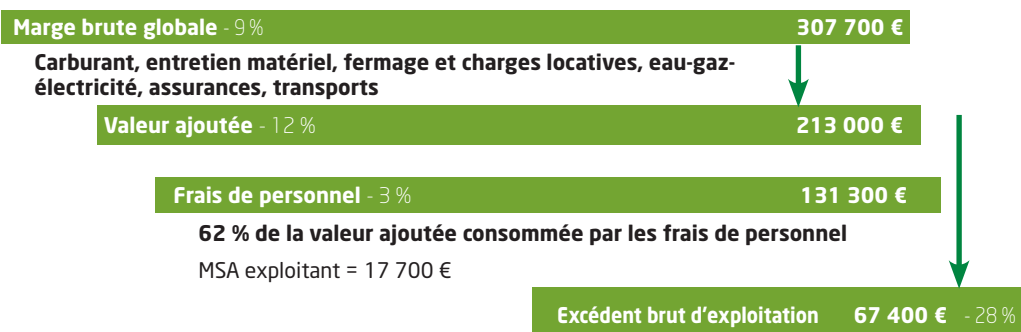 Marge brute globale - 9 % 307 700 €
Carburant, entretien matériel, fermage et charges locatives, eau-gaz-
électricité, assurances, transports
Valeur ajoutée - 12 % 213 000 €
Frais de personnel - 3 % 131 300 €
62 % de la valeur ajoutée consommée par les frais de personnel
MSA exploitant = 17 700 €
Excédent brut d'exploitation 67 400 € - 28 %